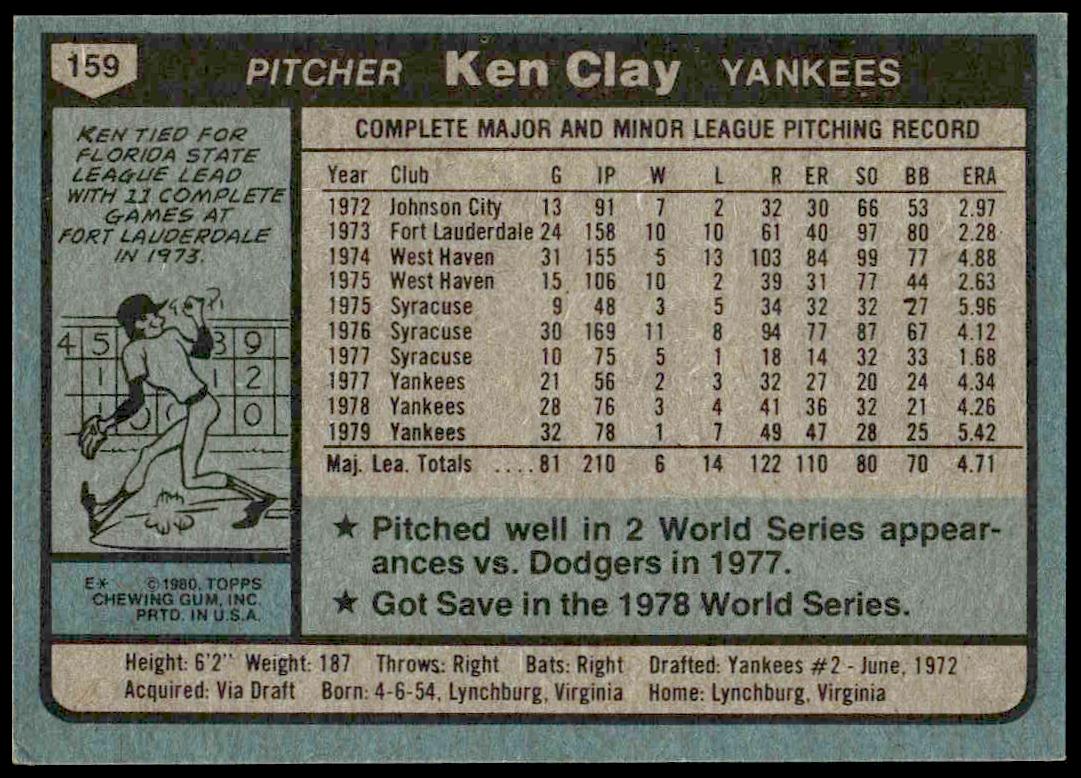 159
PITCHER Ken Clay YANKEES
KEN TIED FOR
FLORIDA STATE
LEAGUE LEAD
WITH 11 COMPLETE
GAMES AT
FORT LAUDERDALE
IN 1973.
4 5 3 9
1 1 2
1 0 0
E* © 1980, TOPPS
CHEWING GUM, INC.
PRTD. IN U.S.A.
COMPLETE MAJOR AND MINOR LEAGUE PITCHING RECORD
Year Club G IP W L R ER SO BB ERA
1972 Johnson City 13 91 7 2 32 30 66 53 2.97
1973 Fort Lauderdale 24 158 10 10 61 40 97 80 2.28
1974 West Haven 31 155 5 13 103 84 99 77 4.88
1975 West Haven 15 106 10 2 39 31 77 44 2.63
1975 Syracuse 9 48 3 5 34 32 32 27 5.96
1976 Syracuse 30 169 11 8 94 77 87 67 4.12
1977 Syracuse 10 75 5 1 18 14 32 33 1.68
1977 Yankees 21 56 2 3 32 27 20 24 4.34
1978 Yankees 28 76 3 4 41 36 32 21 4.26
1979 Yankees 32 78 1 7 49 47 28 25 5.42
Maj. Lea. Totals ....81 210 6 14 122 110 80 70 4.71
★ Pitched well in 2 World Series appear-
ances vs. Dodgers in 1977.
★ Got Save in the 1978 World Series.
Height: 6'2" Weight: 187 Throws: Right Bats: Right Drafted: Yankees #2 - June, 1972
Acquired: Via Draft Born: 4-6-54, Lynchburg, Virginia Home: Lynchburg, Virginia